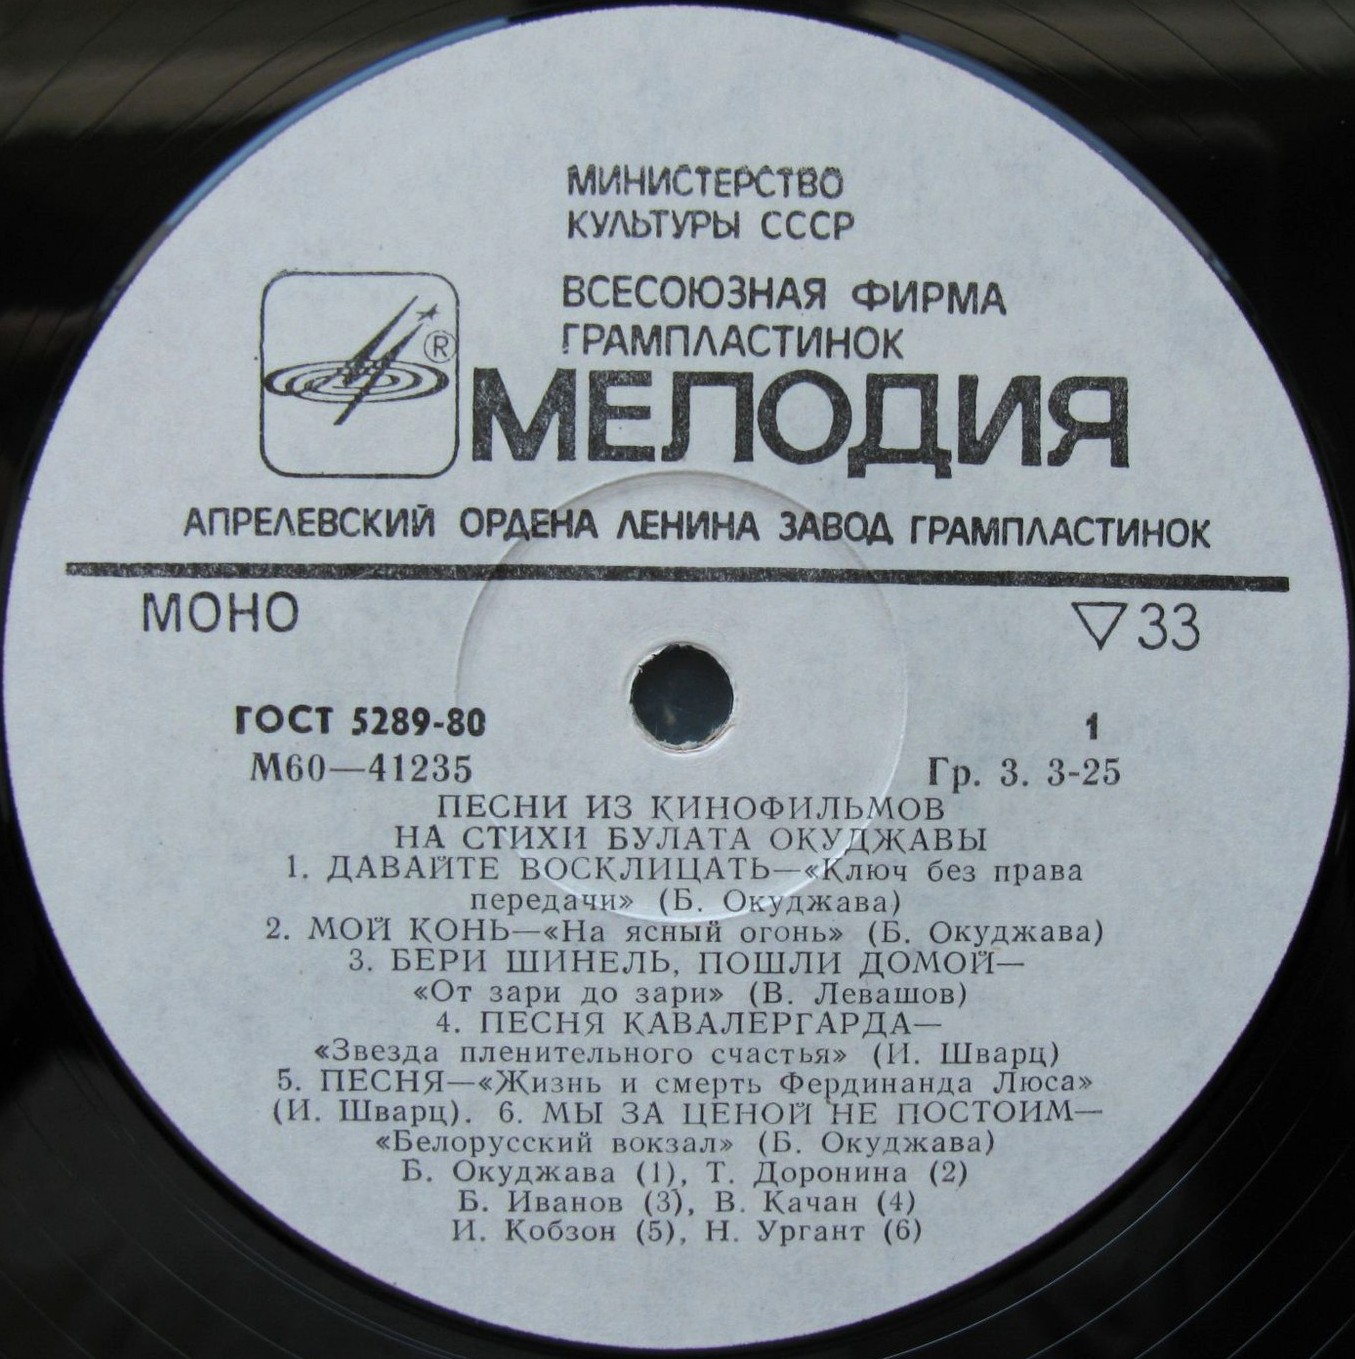 МИНИСТЕРСТВО
КУЛЬТУРЫ СССР
ВСЕСОЮЗНАЯ ФИРМА
ГРАМПЛАСТИНОК
®
МЕЛОДИЯ
АПРЕЛЕВСКИЙ ОРДЕНА ЛЕНИНА ЗАВОД ГРАМПЛАСТИНОК
МОНО
▽33
ГОСТ 5289-80
1
М60—41235
Гр. 3. 3-25
ПЕСНИ ИЗ КИНОФИЛЬМОВ
НА СТИХИ БУЛАТА ОКУДЖАВЫ
1. ДАВАЙТЕ ВОСКЛИЦАТЬ—«Ключ без права
передачи» (Б. Окуджава)
2. МОЙ КОНЬ—«На ясный огонь» (Б. Окуджава)
3. БЕРИ ШИНЕЛЬ, ПОШЛИ ДОМОЙ—
«От зари до зари» (В. Левашов)
4. ПЕСНЯ КАВАЛЕРГАРДА—
«Звезда пленительного счастья» (И. Шварц)
5. ПЕСНЯ—«Жизнь и смерть Фердинанда Люса»
(И. Шварц). 6. МЫ ЗА ЦЕНОЙ НЕ ПОСТОИМ—
«Белорусский вокзал» (Б. Окуджава)
Б. Окуджава (1), Т. Доронина (2)
Б. Иванов (3), В. Качан (4)
И. Кобзон (5), Н. Ургант (6)